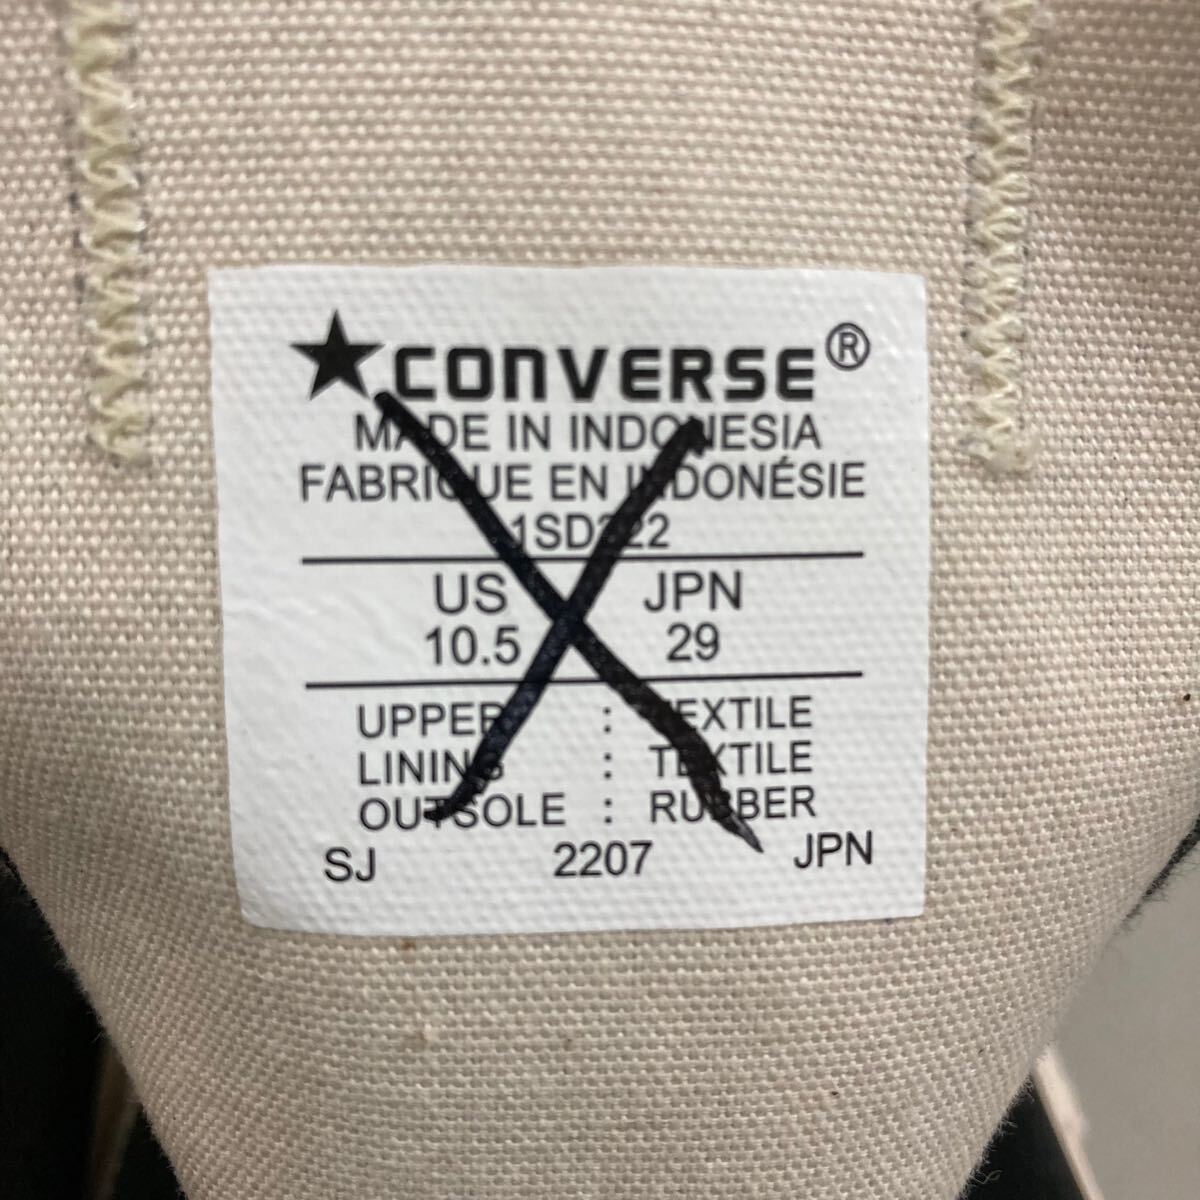 CONVERSE®
MADE IN INDONESIA
FABRIQUE EN INDONÉSIE
US JPN
10.5 29
UPPER : TEXTILE
LINING : TEXTILE
OUTSOLE : RUBBER
SJ 2207 JPN